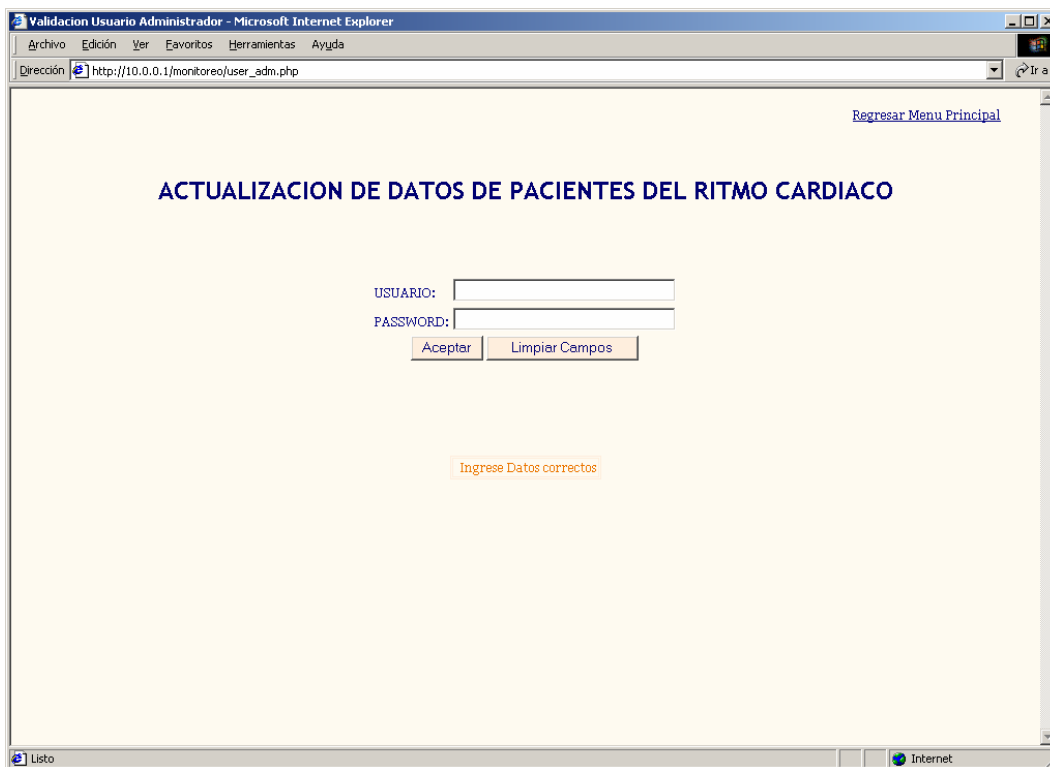 Validacion Usuario Administrador - Microsoft Internet Explorer
Archivo Edición Ver Favoritos Herramientas Ayuda
Dirección http://10.0.0.1/monitoreo/user_adm.php Ir a
Regresar Menu Principal
ACTUALIZACION DE DATOS DE PACIENTES DEL RITMO CARDIACO
USUARIO:
PASSWORD:
Aceptar Limpiar Campos
Ingrese Datos correctos
Listo Internet